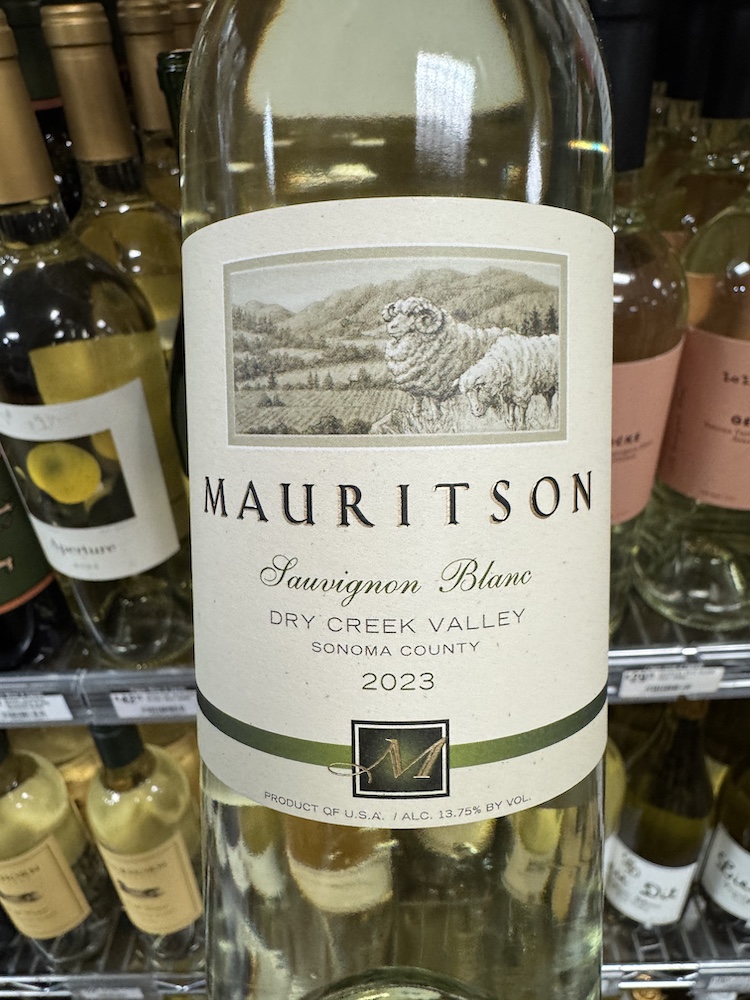 MAURITSON
Sauvignon Blanc
DRY CREEK VALLEY
SONOMA COUNTY
2023
M
PRODUCT OF U.S.A. / ALC. 13.75% BY VOL.
Aperture